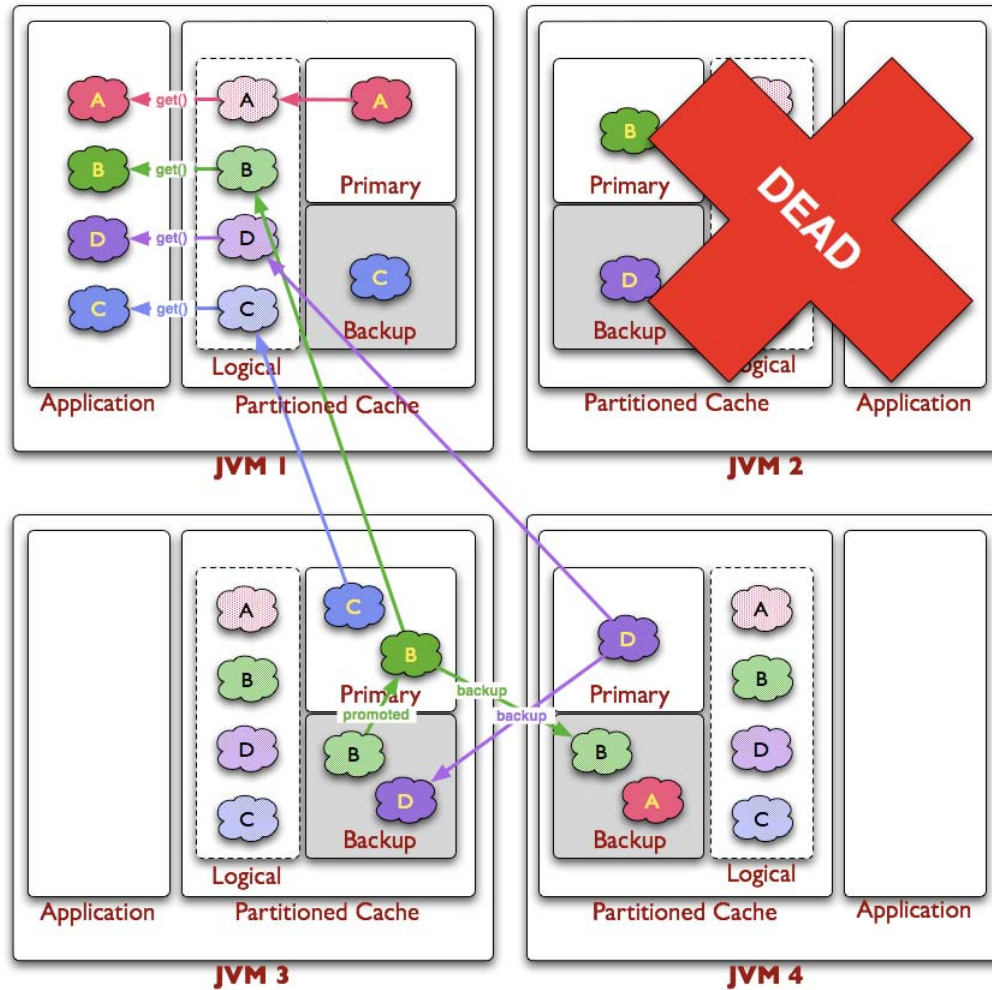 A
get()
A
A
B
get()
B
Primary
D
get()
D
C
get()
C
C
Backup
Logical
Application
Partitioned Cache
JVM 1
B
Primary
D
Backup
DEAD
Partitioned Cache
Application
JVM 2
A
B
D
C
Logical
C
B
Primary
promoted
backup
B
D
Backup
Application
Partitioned Cache
JVM 3
D
Primary
backup
B
A
Backup
A
B
D
C
Logical
Partitioned Cache
Application
JVM 4